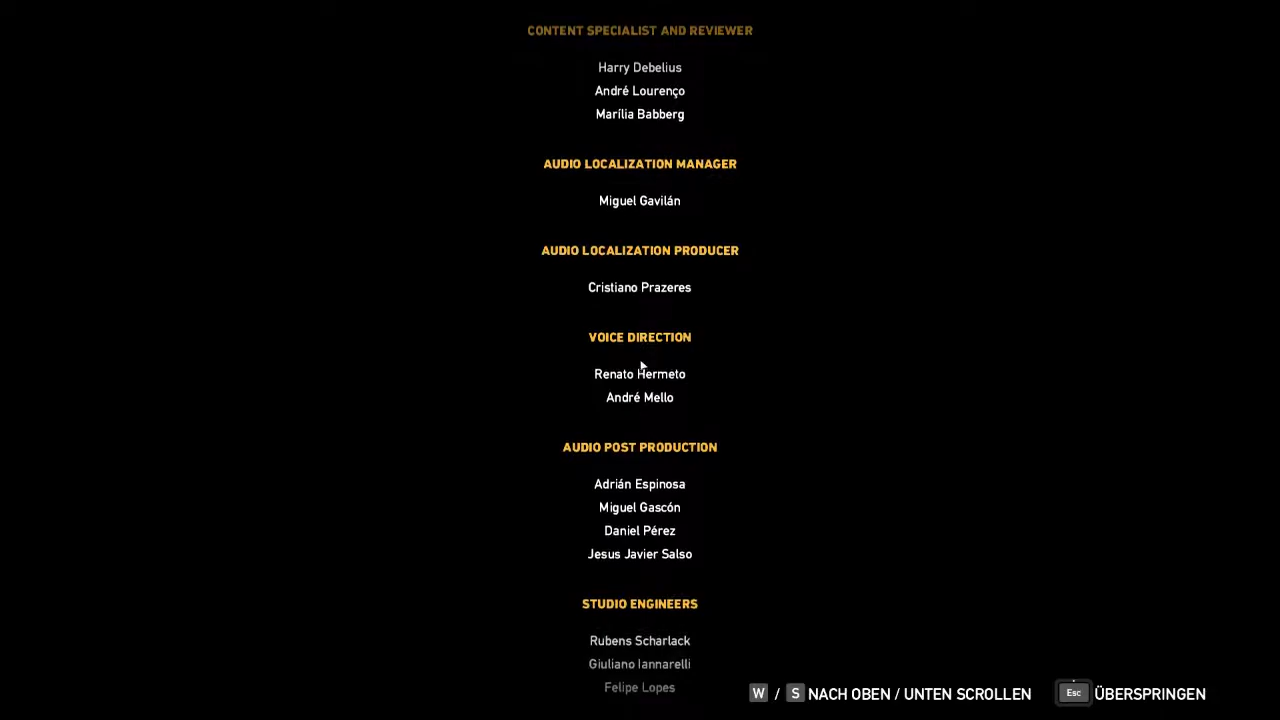 CONTENT SPECIALIST AND REVIEWER
Harry Debelius
André Lourenço
Marília Babberg
AUDIO LOCALIZATION MANAGER
Miguel Gavilán
AUDIO LOCALIZATION PRODUCER
Cristiano Prazeres
VOICE DIRECTION
Renato Hermeto
André Mello
AUDIO POST PRODUCTION
Adrián Espinosa
Miguel Gascón
Daniel Pérez
Jesus Javier Salso
STUDIO ENGINEERS
Rubens Scharlack
Giuliano Iannarelli
Felipe Lopes
W / S NACH OBEN / UNTEN SCROLLEN Esc ÜBERSPRINGEN